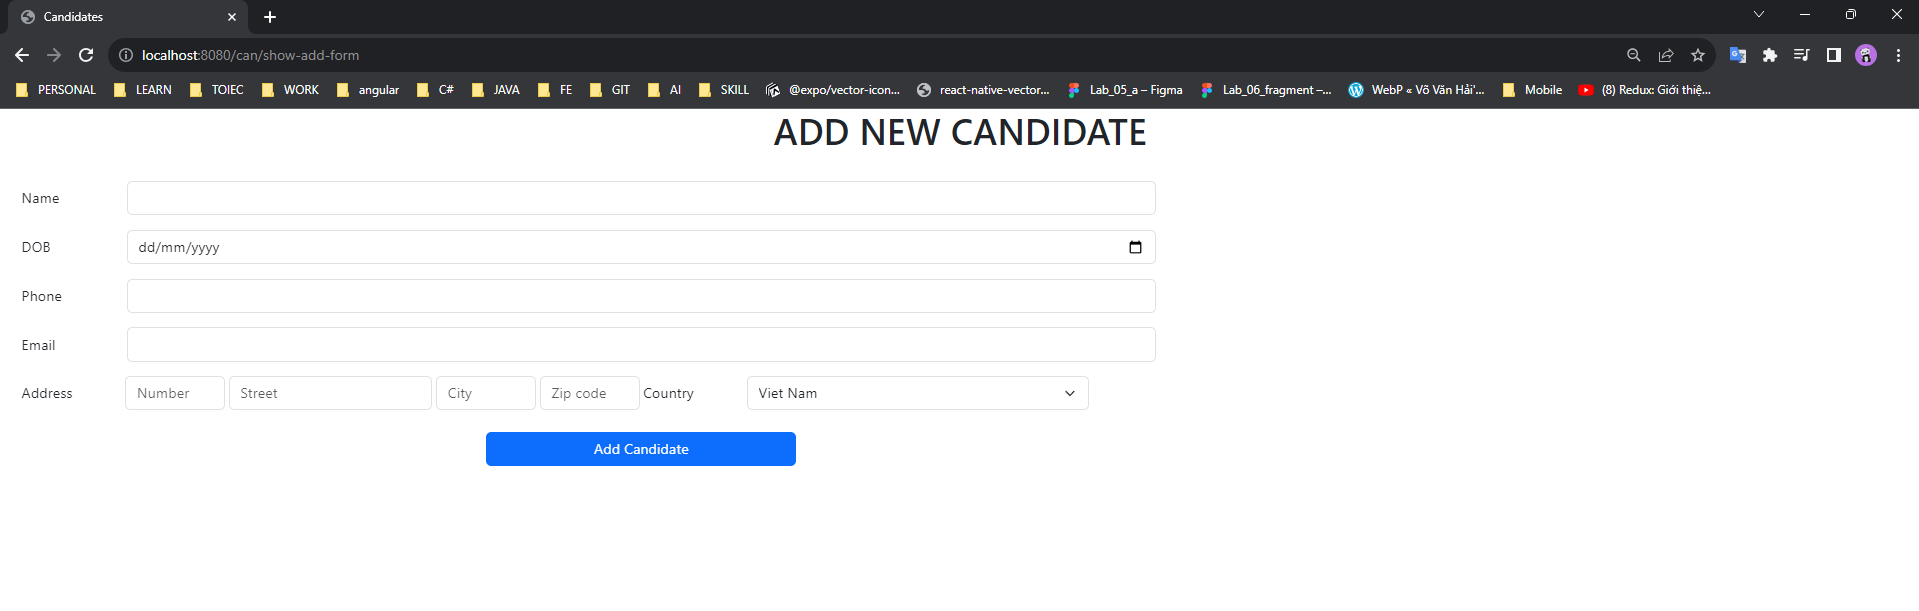 Candidates
localhost:8080/can/show-add-form
PERSONAL LEARN TOIEC WORK angular C# JAVA FE GIT AI SKILL @expo/vector-icon... react-native-vector... Lab_05_a – Figma Lab_06_fragment –... WebP « Võ Văn Hải'... Mobile (8) Redux: Giới thiệ...
ADD NEW CANDIDATE
Name
DOB dd/mm/yyyy
Phone
Email
Address Number Street City Zip code Country Viet Nam
Add Candidate